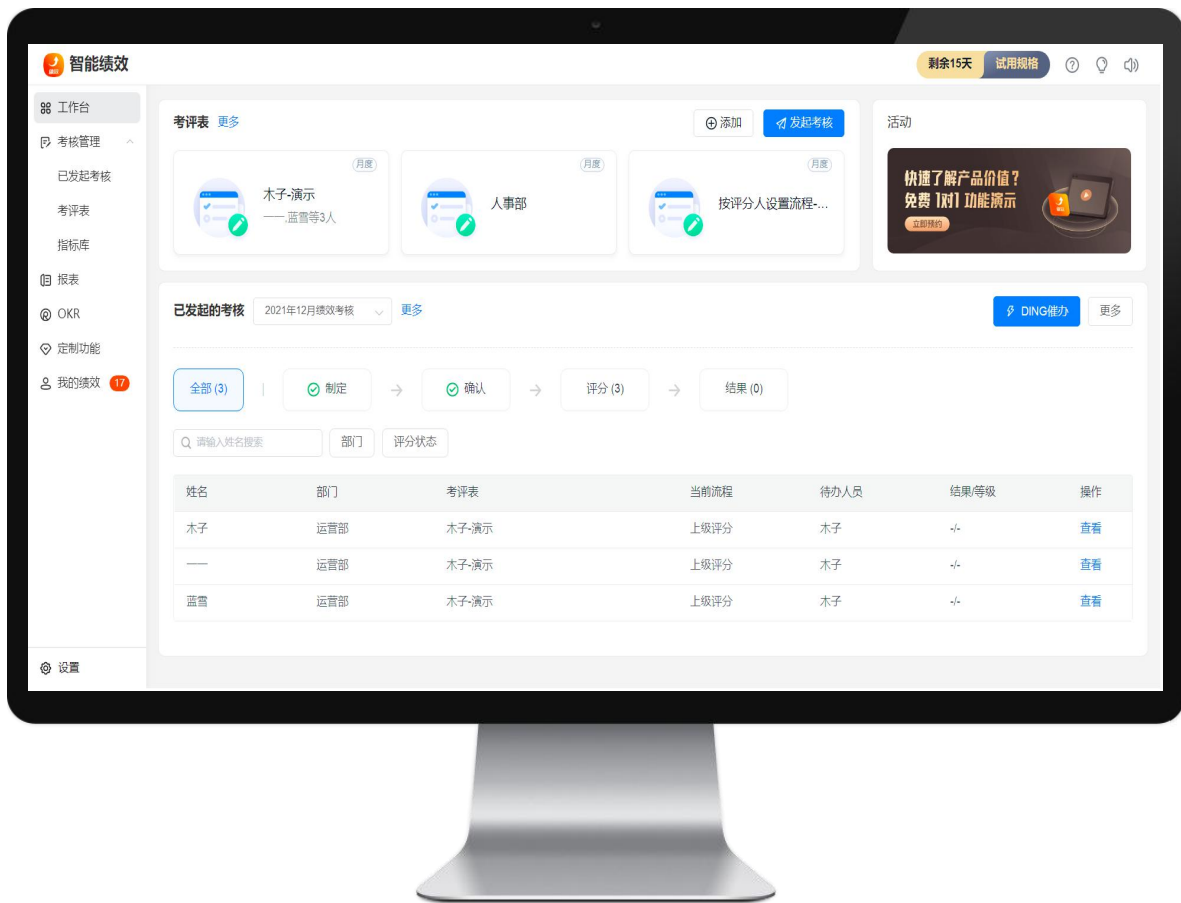 智能绩效
剩余15天 试用规格
工作台
考核管理
已发起考核
考评表
指标库
报表
OKR
定制功能
我的绩效 17
设置
考评表 更多
添加 发起考核
月度
木子-演示
一一,蓝雪等3人
月度
人事部
月度
按评分人设置流程-...
活动
快速了解产品价值?
免费 1对1 功能演示
立即预约
已发起的考核 2021年12月绩效考核 更多
DING催办 更多
全部 (3) 制定 确认 评分 (3) 结果 (0)
请输入姓名搜索 部门 评分状态
姓名 部门 考评表 当前流程 待办人员 结果/等级 操作
木子 运营部 木子-演示 上级评分 木子 -/- 查看
一一 运营部 木子-演示 上级评分 木子 -/- 查看
蓝雪 运营部 木子-演示 上级评分 木子 -/- 查看